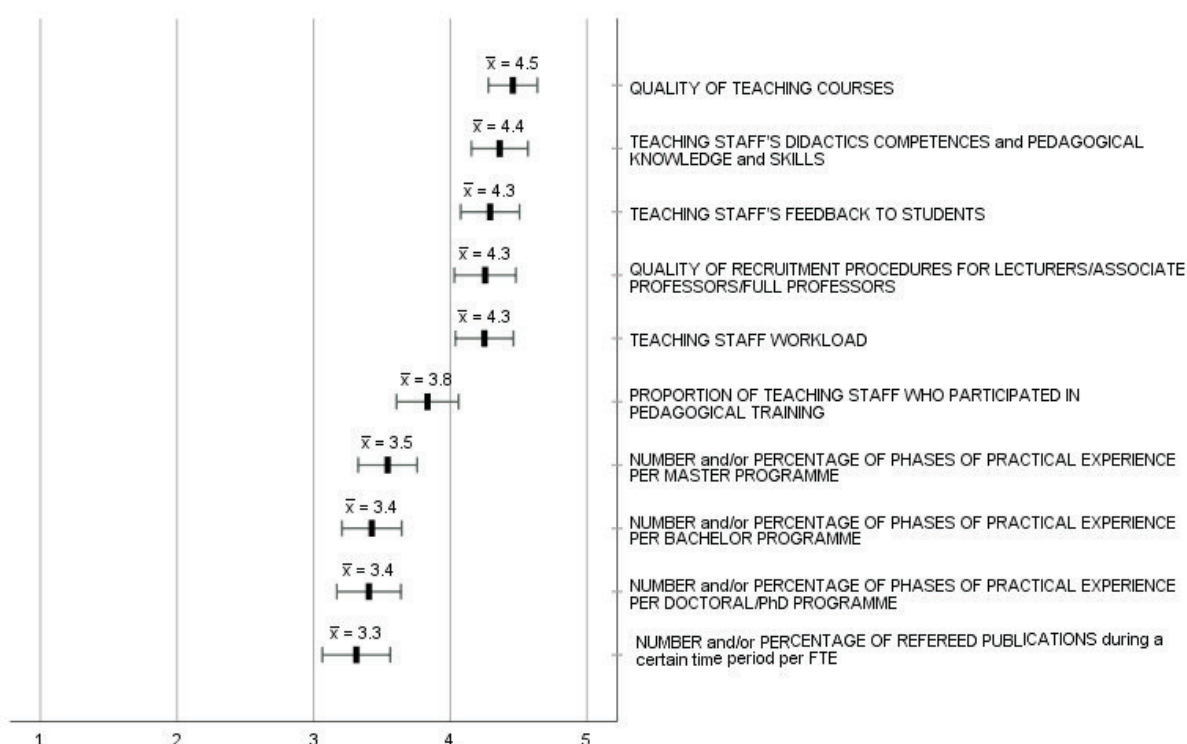 x̅ = 4.5
QUALITY OF TEACHING COURSES
x̅ = 4.4
TEACHING STAFF'S DIDACTICS COMPETENCES and PEDAGOGICAL
KNOWLEDGE and SKILLS
x̅ = 4.3
TEACHING STAFF'S FEEDBACK TO STUDENTS
x̅ = 4.3
QUALITY OF RECRUITMENT PROCEDURES FOR LECTURERS/ASSOCIATE
PROFESSORS/FULL PROFESSORS
x̅ = 4.3
TEACHING STAFF WORKLOAD
x̅ = 3.8
PROPORTION OF TEACHING STAFF WHO PARTICIPATED IN
PEDAGOGICAL TRAINING
x̅ = 3.5
NUMBER and/or PERCENTAGE OF PHASES OF PRACTICAL EXPERIENCE
PER MASTER PROGRAMME
x̅ = 3.4
NUMBER and/or PERCENTAGE OF PHASES OF PRACTICAL EXPERIENCE
PER BACHELOR PROGRAMME
x̅ = 3.4
NUMBER and/or PERCENTAGE OF PHASES OF PRACTICAL EXPERIENCE
PER DOCTORAL/PhD PROGRAMME
x̅ = 3.3
NUMBER and/or PERCENTAGE OF REFEREED PUBLICATIONS during a
certain time period per FTE
1 2 3 4 5